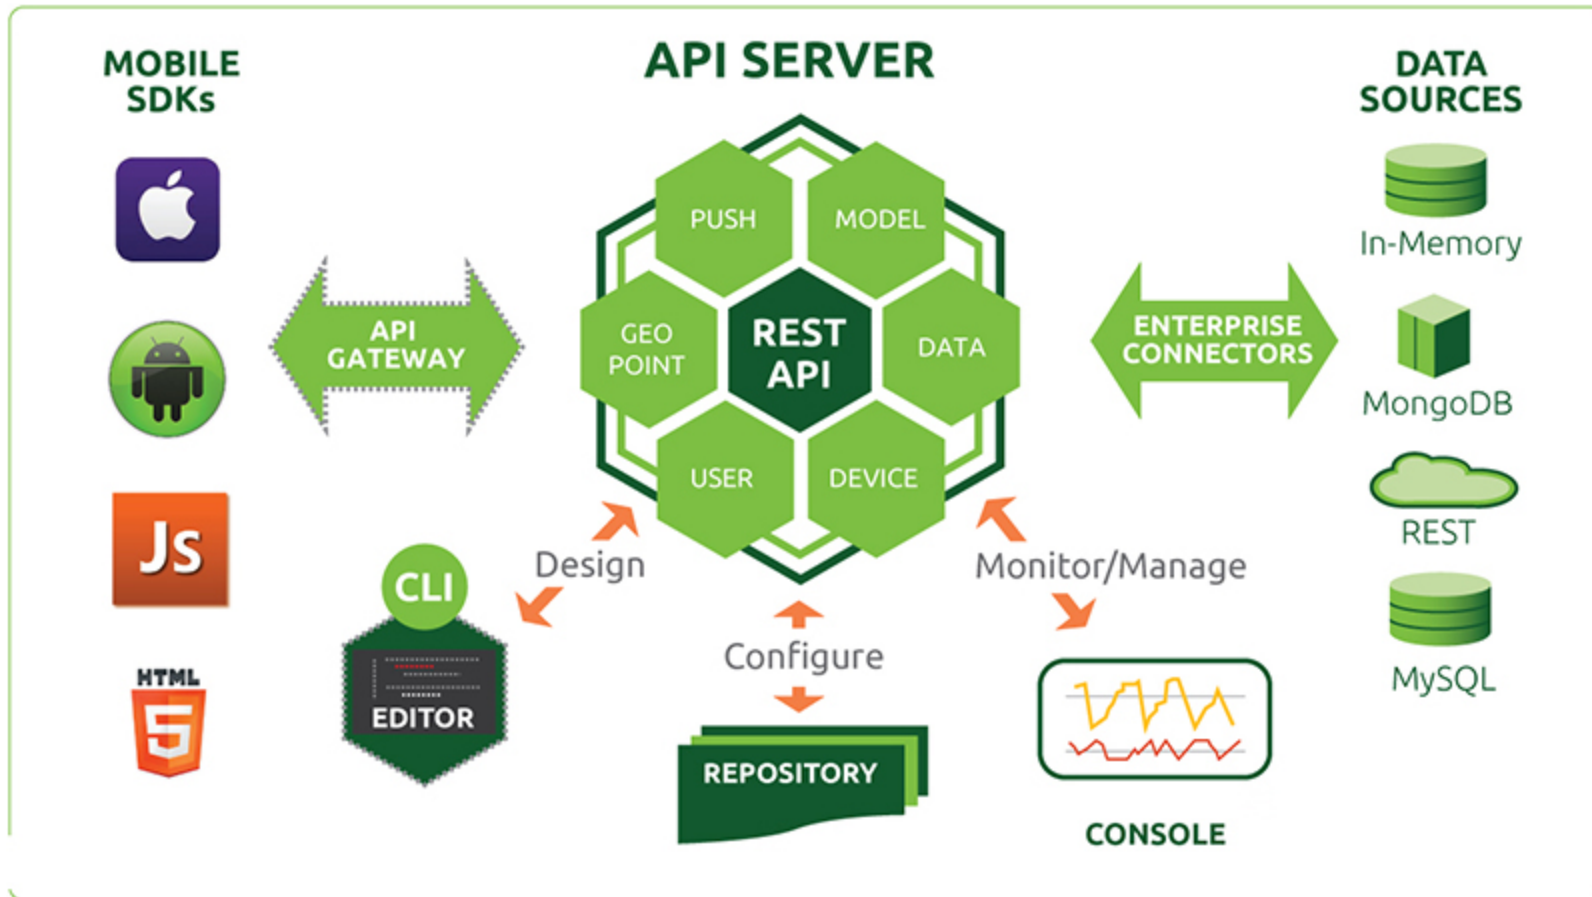 API SERVER
MOBILE
SDKs
DATA
SOURCES
PUSH
MODEL
In-Memory
API
GATEWAY
GEO
POINT
REST
API
DATA
ENTERPRISE
CONNECTORS
MongoDB
USER
DEVICE
Js
REST
CLI
Design
Monitor/Manage
Configure
HTML
5
EDITOR
MySQL
REPOSITORY
CONSOLE